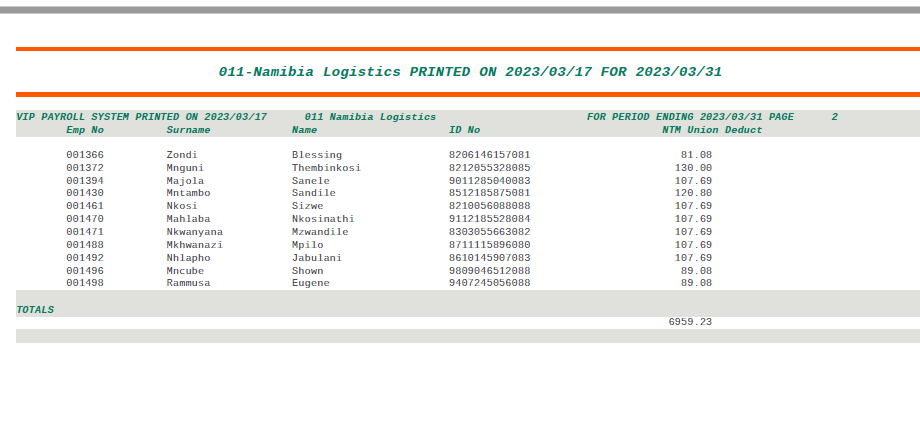 011-Namibia Logistics PRINTED ON 2023/03/17 FOR 2023/03/31
VIP PAYROLL SYSTEM PRINTED ON 2023/03/17 011 Namibia Logistics FOR PERIOD ENDING 2023/03/31 PAGE 2
Emp No Surname Name ID No NTM Union Deduct
001366 Zondi Blessing 8206146157081 81.08
001372 Mnguni Thembinkosi 8212055328085 130.00
001394 Majola Sanele 9011285040083 107.69
001430 Mntambo Sandile 8512185875081 120.80
001461 Nkosi Sizwe 8210056088088 107.69
001470 Mahlaba Nkosinathi 9112185528084 107.69
001471 Nkwanyana Mzwandile 8303055663082 107.69
001488 Mkhwanazi Mpilo 8711115896080 107.69
001492 Nhlapho Jabulani 8610145907083 107.69
001496 Mncube Shown 9809046512088 89.08
001498 Rammusa Eugene 9407245056088 89.08
TOTALS
6959.23